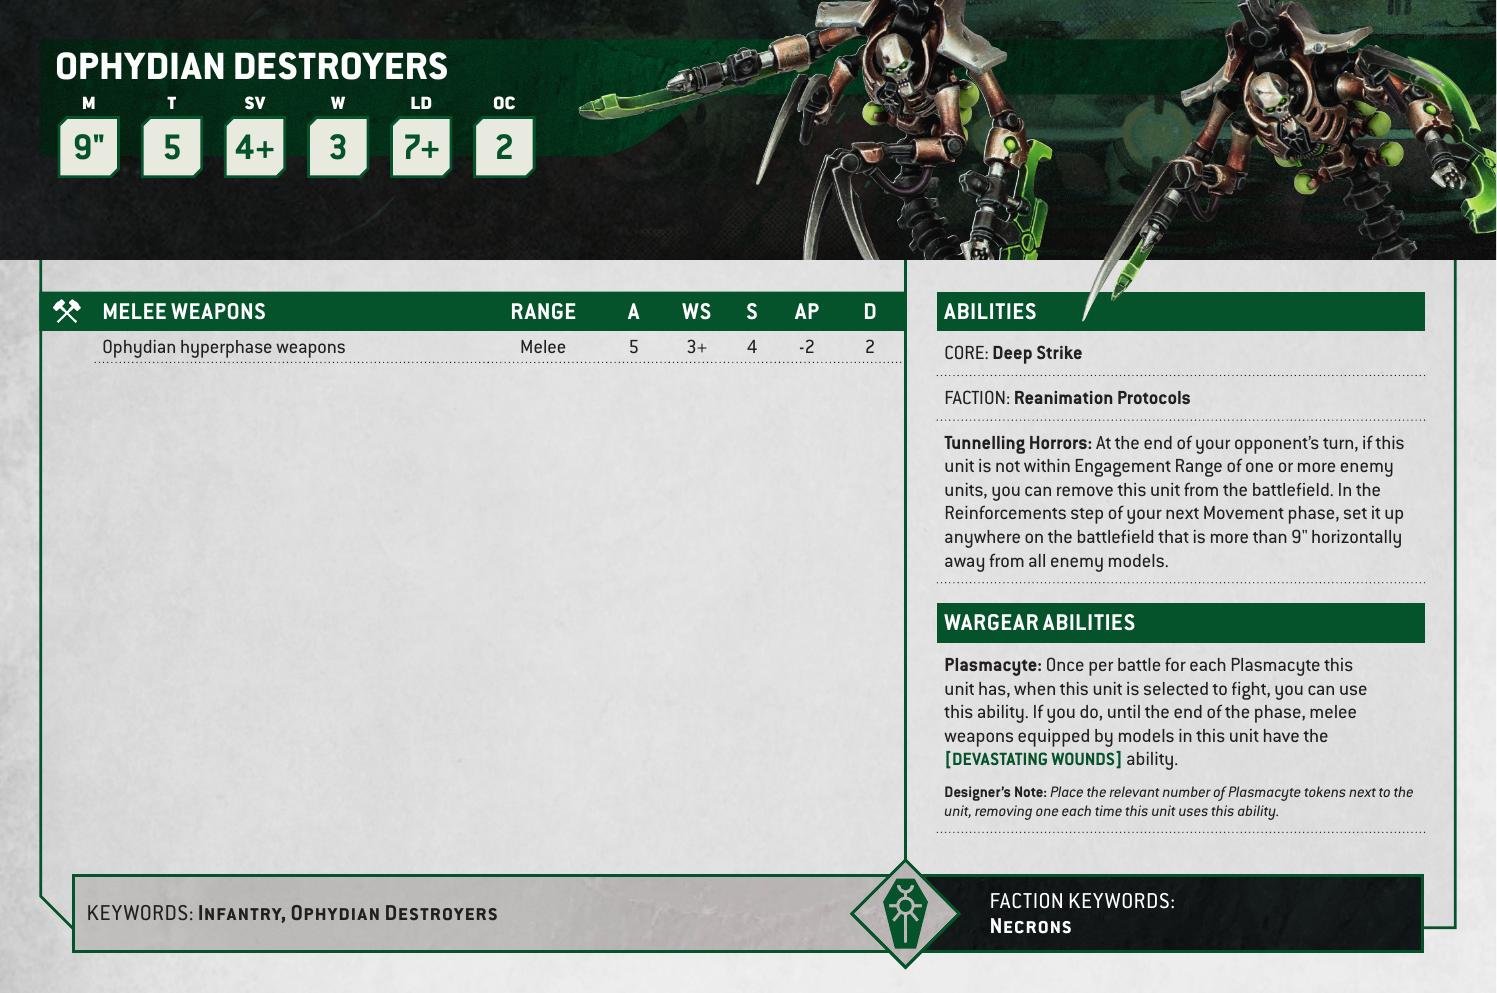 OPHYDIAN DESTROYERS
M T SV W LD OC
9" 5 4+ 3 7+ 2
MELEE WEAPONS RANGE A WS S AP D
Ophydian hyperphase weapons Melee 5 3+ 4 -2 2
ABILITIES
CORE: Deep Strike
FACTION: Reanimation Protocols
Tunnelling Horrors: At the end of your opponent's turn, if this
unit is not within Engagement Range of one or more enemy
units, you can remove this unit from the battlefield. In the
Reinforcements step of your next Movement phase, set it up
anywhere on the battlefield that is more than 9" horizontally
away from all enemy models.
WARGEAR ABILITIES
Plasmacyte: Once per battle for each Plasmacyte this
unit has, when this unit is selected to fight, you can use
this ability. If you do, until the end of the phase, melee
weapons equipped by models in this unit have the
[DEVASTATING WOUNDS] ability.
Designer's Note: Place the relevant number of Plasmacyte tokens next to the
unit, removing one each time this unit uses this ability.
KEYWORDS: Infantry, Ophydian Destroyers
FACTION KEYWORDS:
Necrons